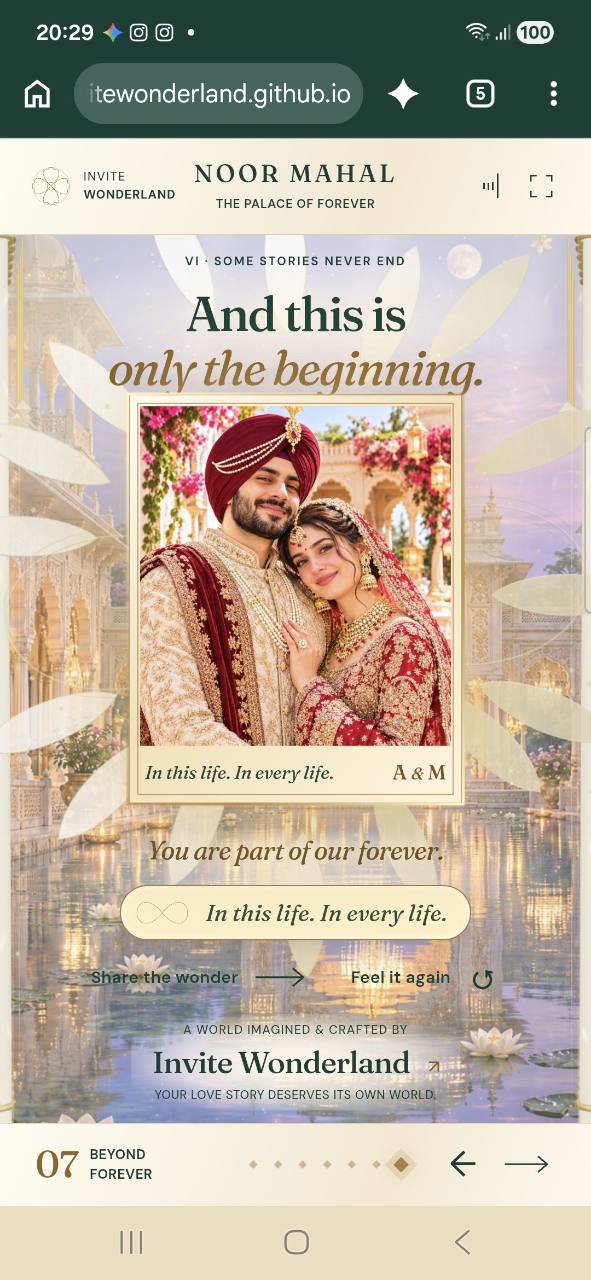 20:29
100
itewonderland.github.io
5
INVITE
WONDERLAND
NOOR MAHAL
THE PALACE OF FOREVER
VI · SOME STORIES NEVER END
And this is
only the beginning.
In this life. In every life.
A & M
You are part of our forever.
In this life. In every life.
Share the wonder
Feel it again
A WORLD IMAGINED & CRAFTED BY
Invite Wonderland
YOUR LOVE STORY DESERVES ITS OWN WORLD.
07
BEYOND
FOREVER